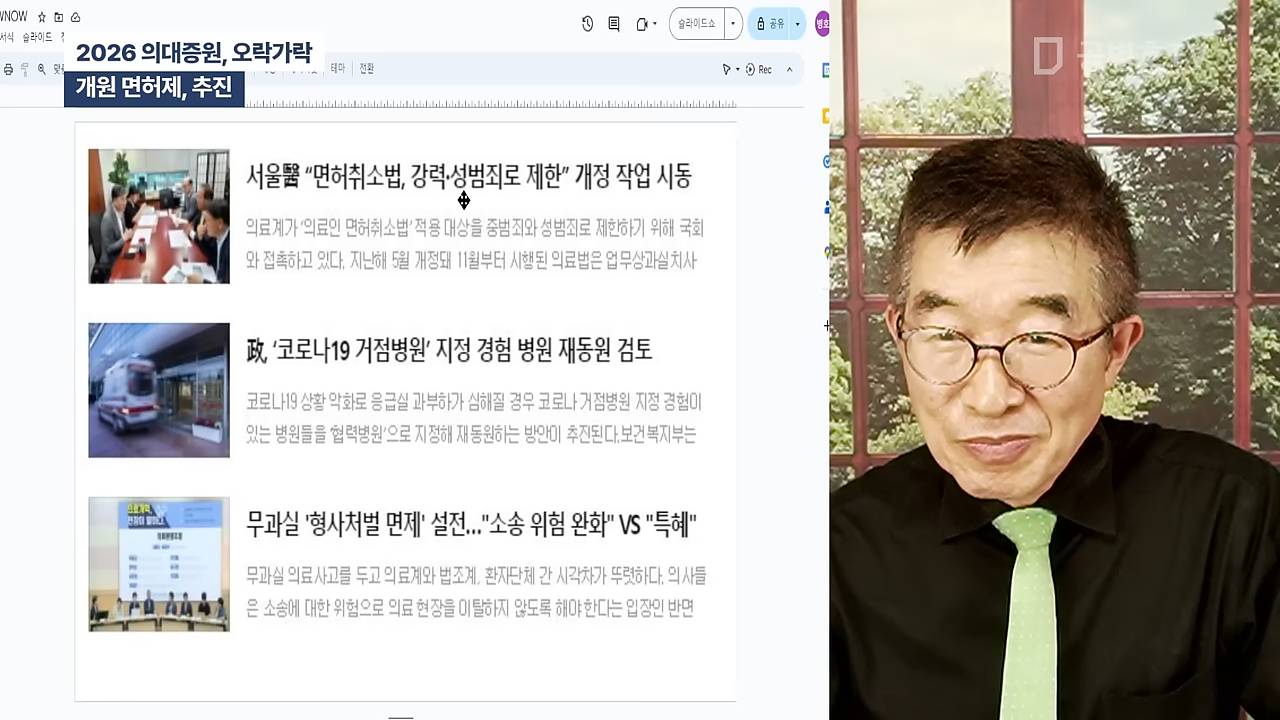 WNOW
서식 슬라이드
슬라이드쇼
공유
병호
2026 의대증원, 오락가락
개원 면허제, 추진
테마
전환
Rec
서울醫 “면허취소법, 강력·성범죄로 제한” 개정 작업 시동
의료계가 ‘의료인 면허취소법’ 적용 대상을 중범죄와 성범죄로 제한하기 위해 국회
와 접촉하고 있다. 지난해 5월 개정돼 11월부터 시행된 의료법은 업무상과실치사
政, ‘코로나19 거점병원’ 지정 경험 병원 재동원 검토
코로나19 상황 악화로 응급실 과부하가 심해질 경우 코로나 거점병원 지정 경험이
있는 병원들을 ‘협력병원’으로 지정해 재동원하는 방안이 추진된다.보건복지부는
무과실 '형사처벌 면제' 설전..."소송 위험 완화" VS "특혜"
무과실 의료사고를 두고 의료계와 법조계, 환자단체 간 시각차가 뚜렷하다. 의사들
은 소송에 대한 위험으로 의료 현장을 이탈하지 않도록 해야 한다는 입장인 반면